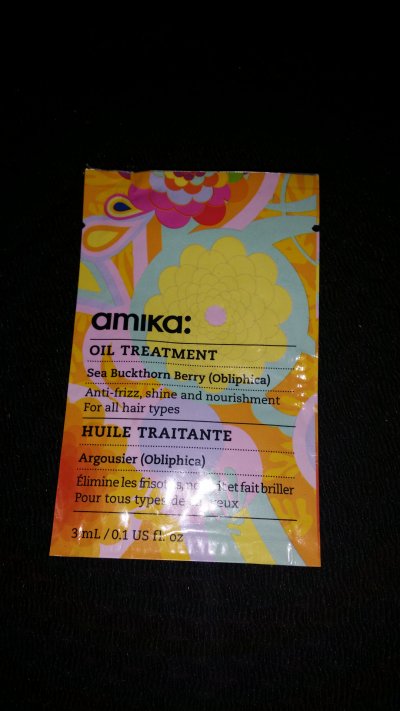 amika:
OIL TREATMENT
Sea Buckthorn Berry (Obliphica)
Anti-frizz, shine and nourishment
For all hair types
HUILE TRAITANTE
Argousier (Obliphica)
Élimine les et fait briller
Pour tous types de
3 mL / 0.1 US fl. oz